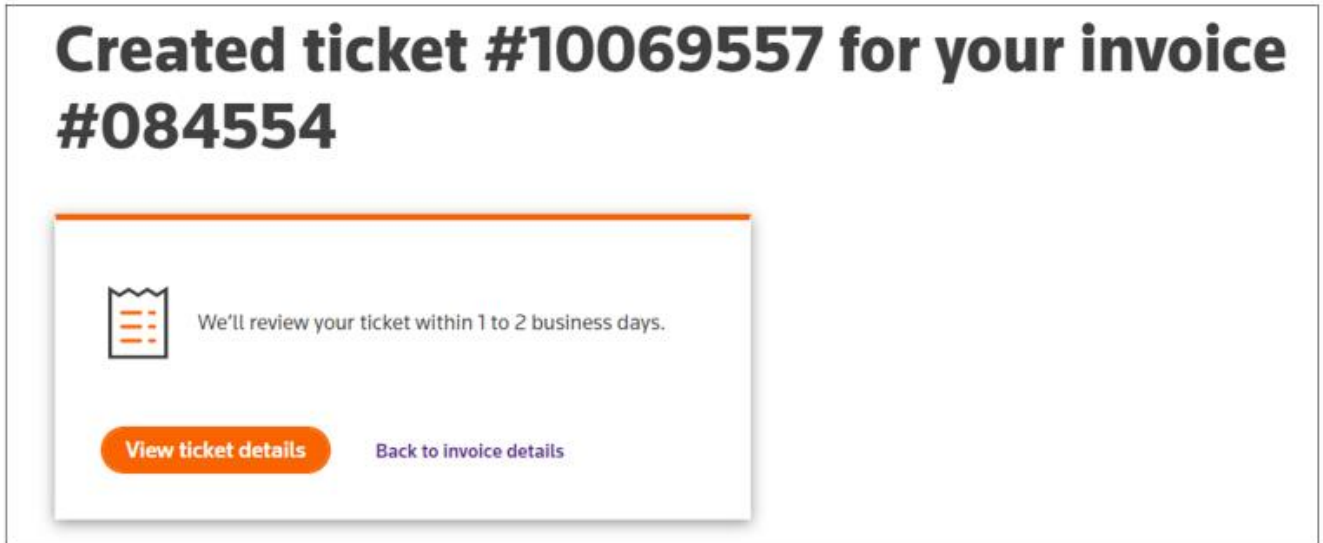 Created ticket #10069557 for your invoice
#084554
We'll review your ticket within 1 to 2 business days.
View ticket details
Back to invoice details